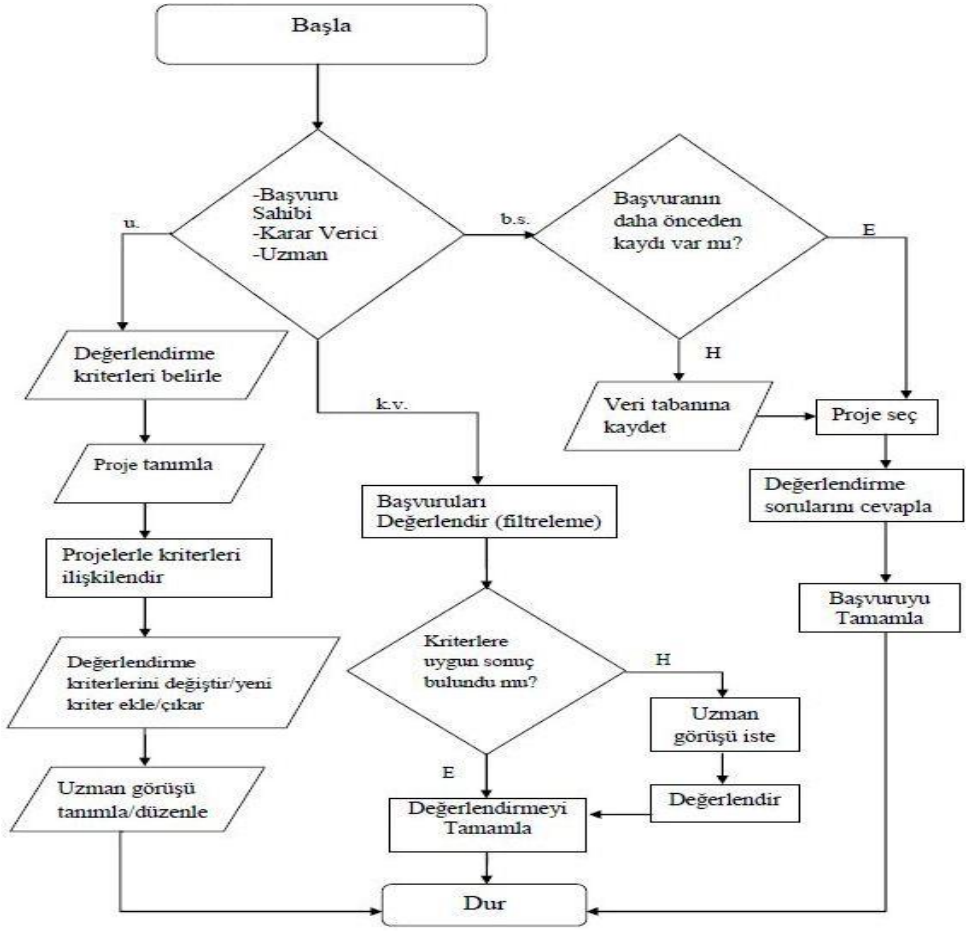 Başla
-Başvuru
Sahibi
-Karar Verici
-Uzman
u.
b.s.
k.v.
Başvuranın
daha önceden
kaydı var mı?
E
H
Veri tabanına
kaydet
Proje seç
Değerlendirme
sorularını cevapla
Başvuruyu
Tamamla
Değerlendirme
kriterleri belirle
Proje tanımla
Projelerle kriterleri
ilişkilendir
Değerlendirme
kriterlerini değiştir/yeni
kriter ekle/çıkar
Uzman görüşü
tanımla/düzenle
Başvuruları
Değerlendir (filtreleme)
Kriterlere
uygun sonuç
bulundu mu?
H
Uzman
görüşü iste
Değerlendir
E
Değerlendirmeyi
Tamamla
Dur